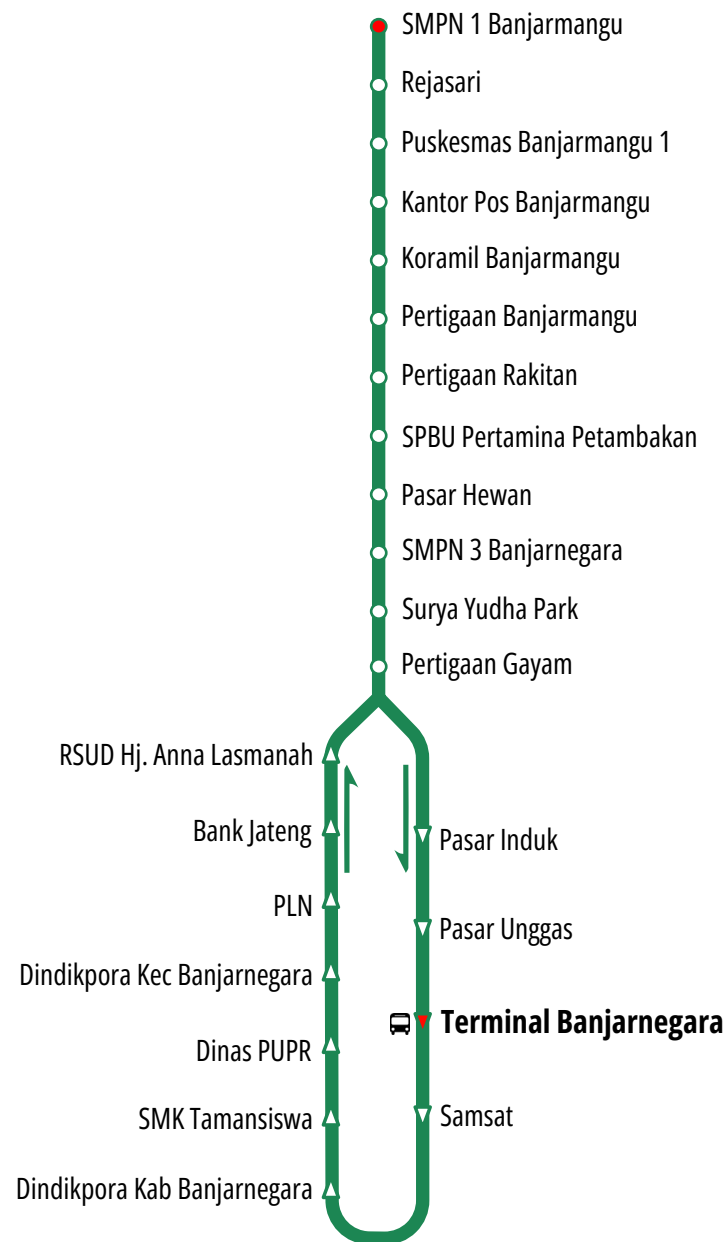 SMPN 1 Banjarmangu
Rejasari
Puskesmas Banjarmangu 1
Kantor Pos Banjarmangu
Koramil Banjarmangu
Pertigaan Banjarmangu
Pertigaan Rakitan
SPBU Pertamina Petambakan
Pasar Hewan
SMPN 3 Banjarnegara
Surya Yudha Park
Pertigaan Gayam
RSUD Hj. Anna Lasmanah
Bank Jateng
PLN
Dindikpora Kec Banjarnegara
Dinas PUPR
SMK Tamansiswa
Dindikpora Kab Banjarnegara
Pasar Induk
Pasar Unggas
Terminal Banjarnegara
Samsat